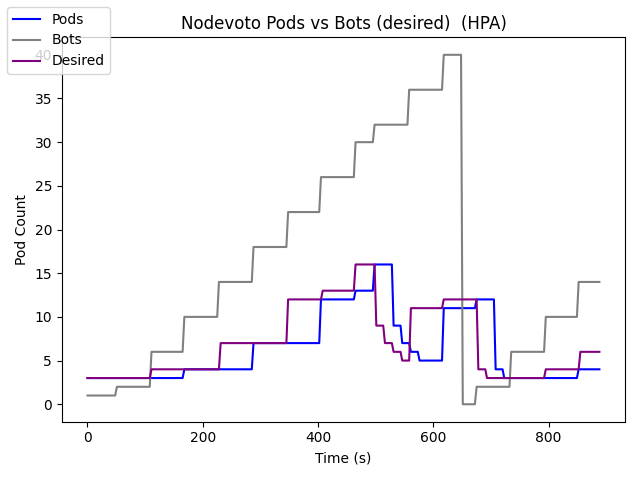 Nodevoto Pods vs Bots (desired)  (HPA)
Pods
Bots
Desired
40
35
30
25
20
15
10
5
0
Pod Count
0 200 400 600 800
Time (s)